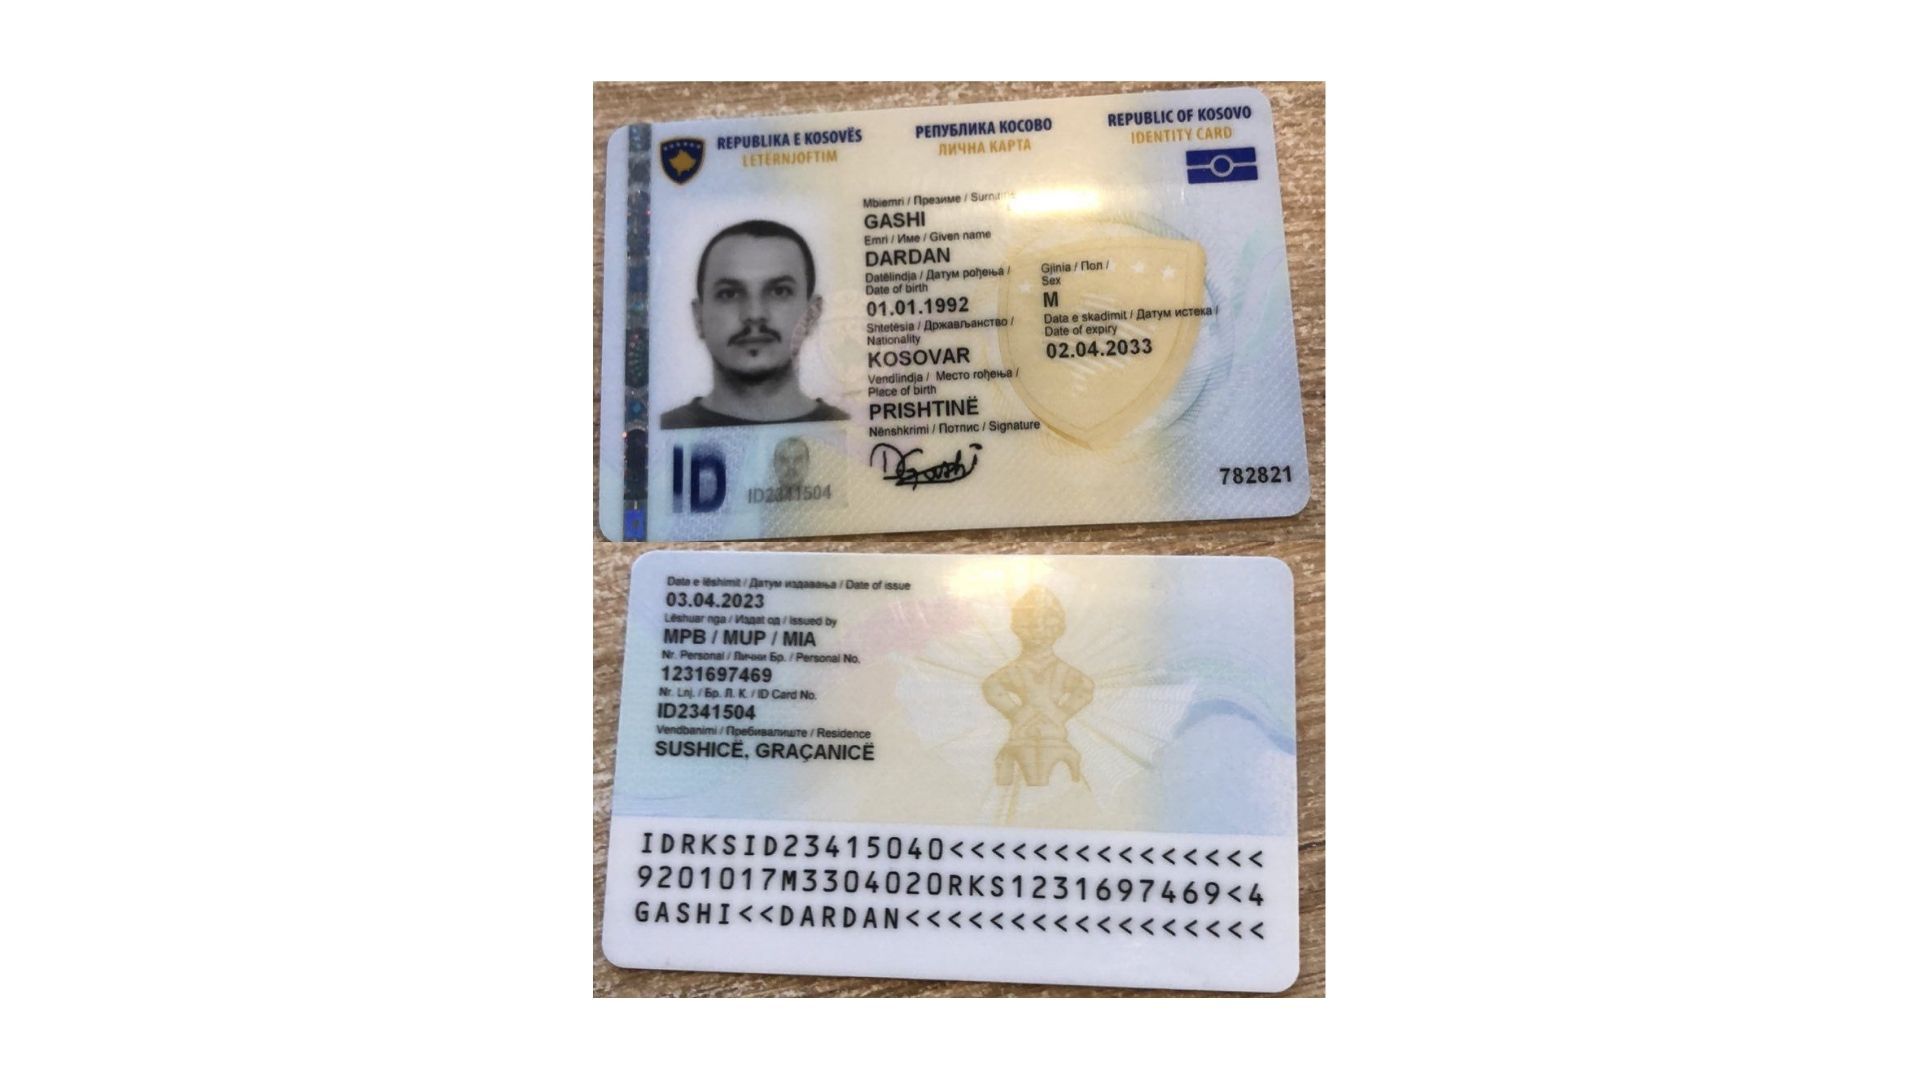 REPUBLIKA E KOSOVËS
LETËRNJOFTIM
РЕПУБЛИКА КОСОВО
ЛИЧНА КАРТА
REPUBLIC OF KOSOVO
IDENTITY CARD
Mbiemri / Презиме /
GASHI
Emri / Име / Given name
DARDAN
Datëlindja / Датум рођења /
Date of birth
01.01.1992
Shtetësia / Држављанство /
Nationality
KOSOVAR
Vendlindja / Место рођења /
Place of birth
PRISHTINË
Nënshkrimi / Потпис / Signature
DGashi
Gjinia / Пол /
Sex
M
Data e skadimit / Датум истека /
Date of expiry
02.04.2033
ID
ID2341504
782821
Data e lëshimit / Датум издавања / Date of issue
03.04.2023
Lëshuar nga / Издат од / Issued by
MPB / MUP / MIA
Nr. Personal / Лични Бр. / Personal No.
1231697469
Nr. Lnj. / Бр. Л. К. / ID Card No.
ID2341504
Vendbanimi / Пребивалиште / Residence
SUSHICË, GRAÇANICË
IDRKSID23415040<<<<<<<<<<<<<<<
9201017M3304020RKS1231697469<4
GASHI<<DARDAN<<<<<<<<<<<<<<<<<